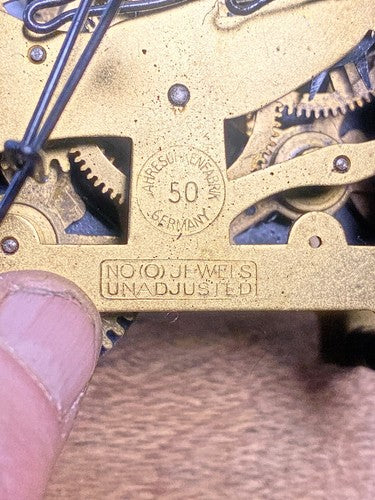 JAHRESUHRENFABRIK
50
GERMANY
NO (0) JEWELS
UNADJUSTED